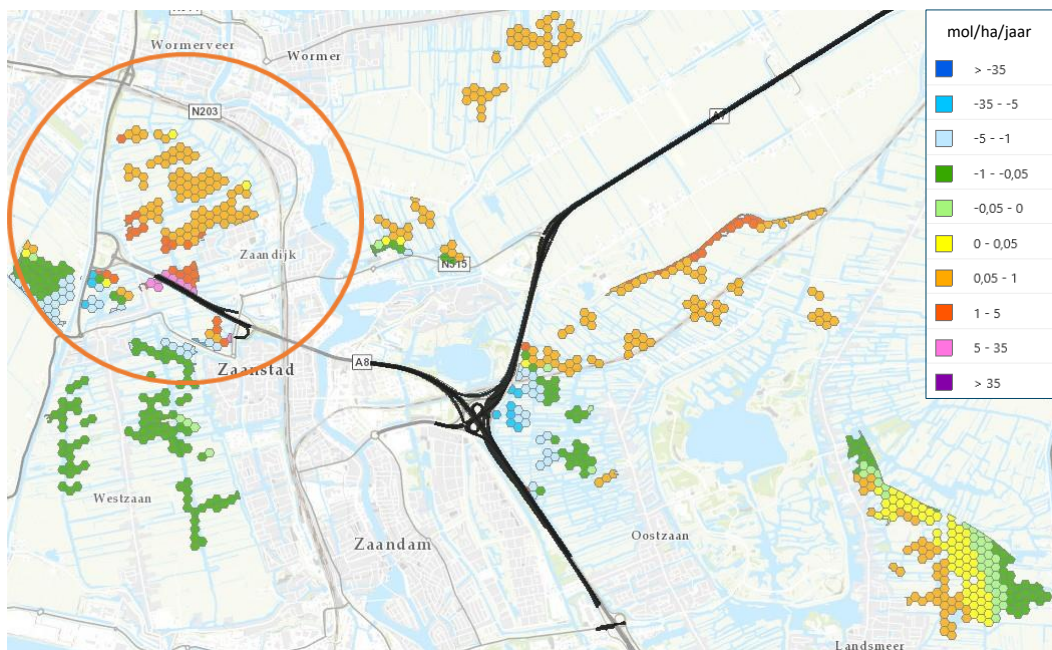 mol/ha/jaar
> -35
-35 - -5
-5 - -1
-1 - -0,05
-0,05 - 0
0 - 0,05
0,05 - 1
1 - 5
5 - 35
> 35
Wormerveer
Wormer
N203
A7
Zaandijk
N515
A8
Zaanstad
Westzaan
Zaandam
Oostzaan
Landsmeer